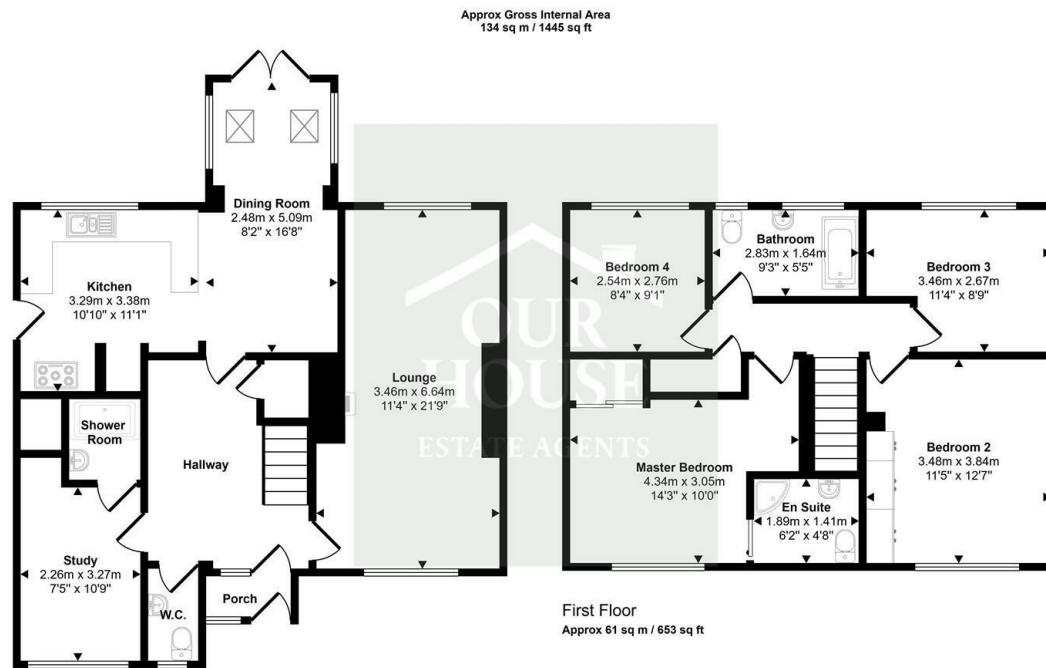 Approx Gross Internal Area
134 sq m / 1445 sq ft
Dining Room
2.48m x 5.09m
8'2" x 16'8"
Kitchen
3.29m x 3.38m
10'10" x 11'1"
Lounge
3.46m x 6.64m
11'4" x 21'9"
Shower
Room
Hallway
Study
2.26m x 3.27m
7'5" x 10'9"
W.C.
Porch
Bedroom 4
2.54m x 2.76m
8'4" x 9'1"
Bathroom
2.83m x 1.64m
9'3" x 5'5"
Bedroom 3
3.46m x 2.67m
11'4" x 8'9"
Master Bedroom
4.34m x 3.05m
14'3" x 10'0"
En Suite
1.89m x 1.41m
6'2" x 4'8"
Bedroom 2
3.48m x 3.84m
11'5" x 12'7"
First Floor
Approx 61 sq m / 653 sq ft
OUR
HOUSE
ESTATE AGENTS